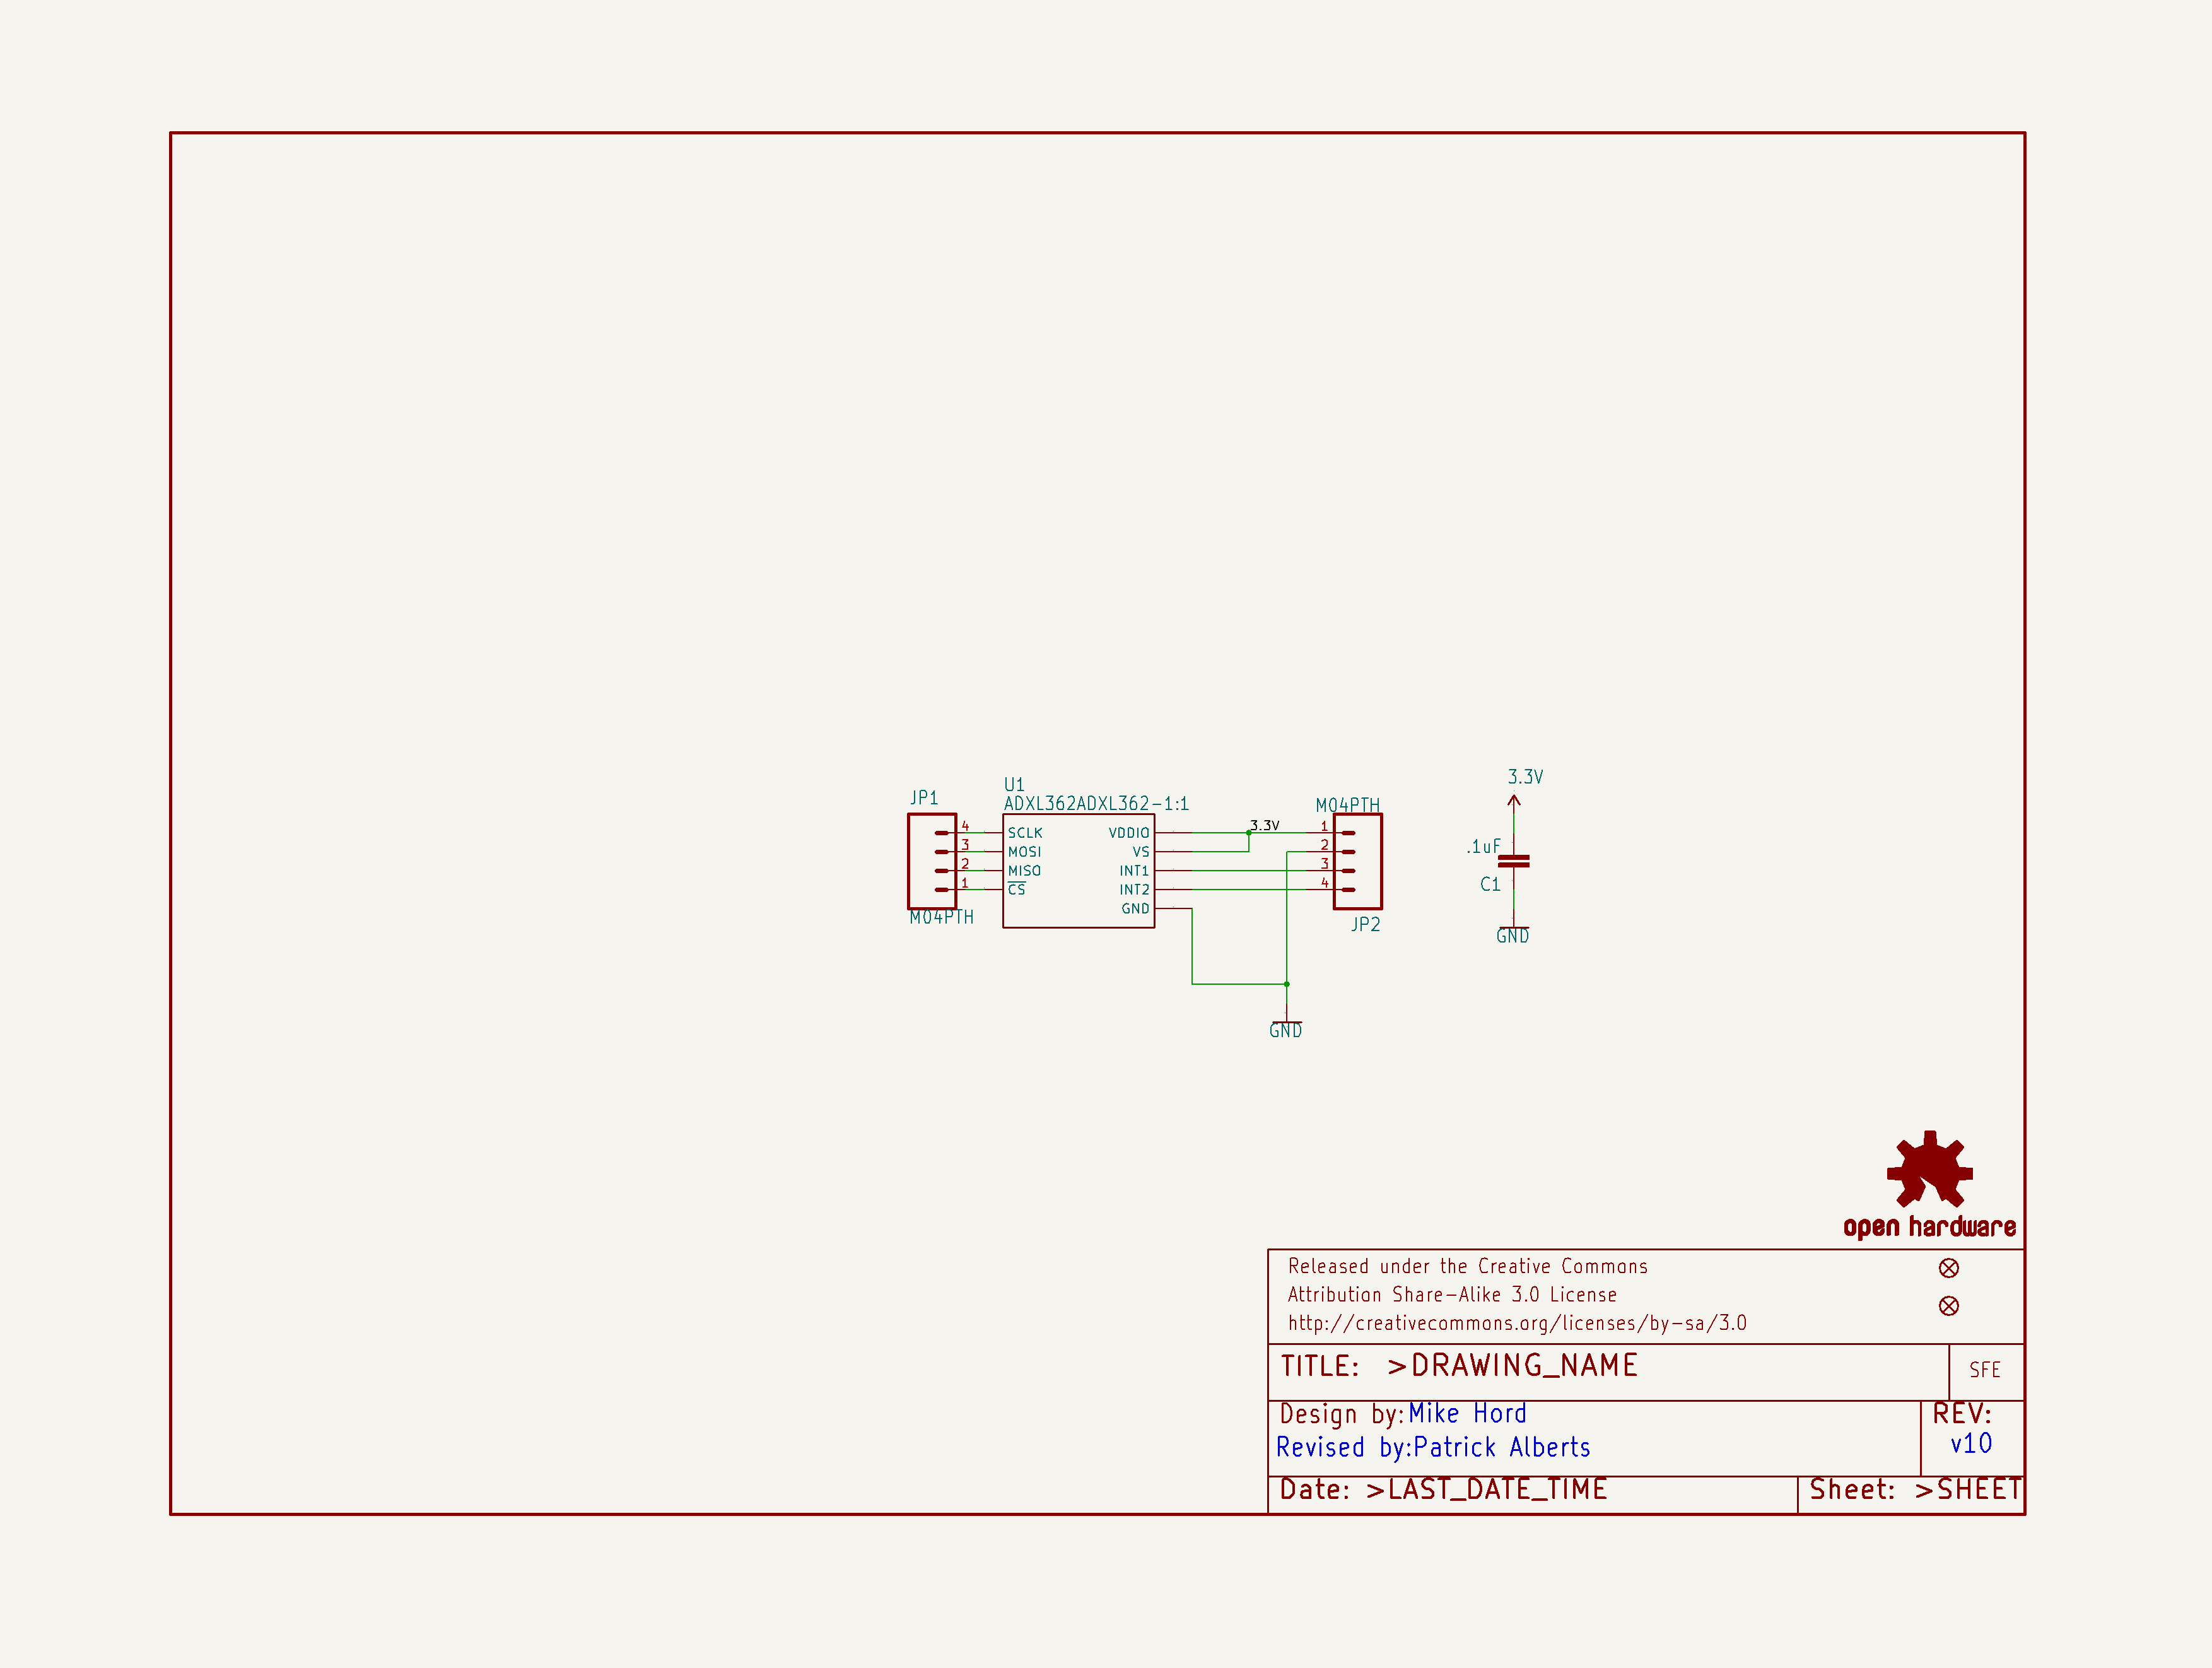 3.3V
U1
JP1
ADXL362ADXL362-1:1
M04PTH
4 SCLK VDDIO 3.3V 1
3 MOSI VS 2
2 MISO INT1 3
1 CS INT2 4
GND
M04PTH
JP2
.1uF
C1
GND
GND
open hardware
Released under the Creative Commons
Attribution Share-Alike 3.0 License
http://creativecommons.org/licenses/by-sa/3.0
TITLE: >DRAWING_NAME
SFE
Design by:Mike Hord
REV:
Revised by:Patrick Alberts
v10
Date: >LAST_DATE_TIME
Sheet: >SHEET